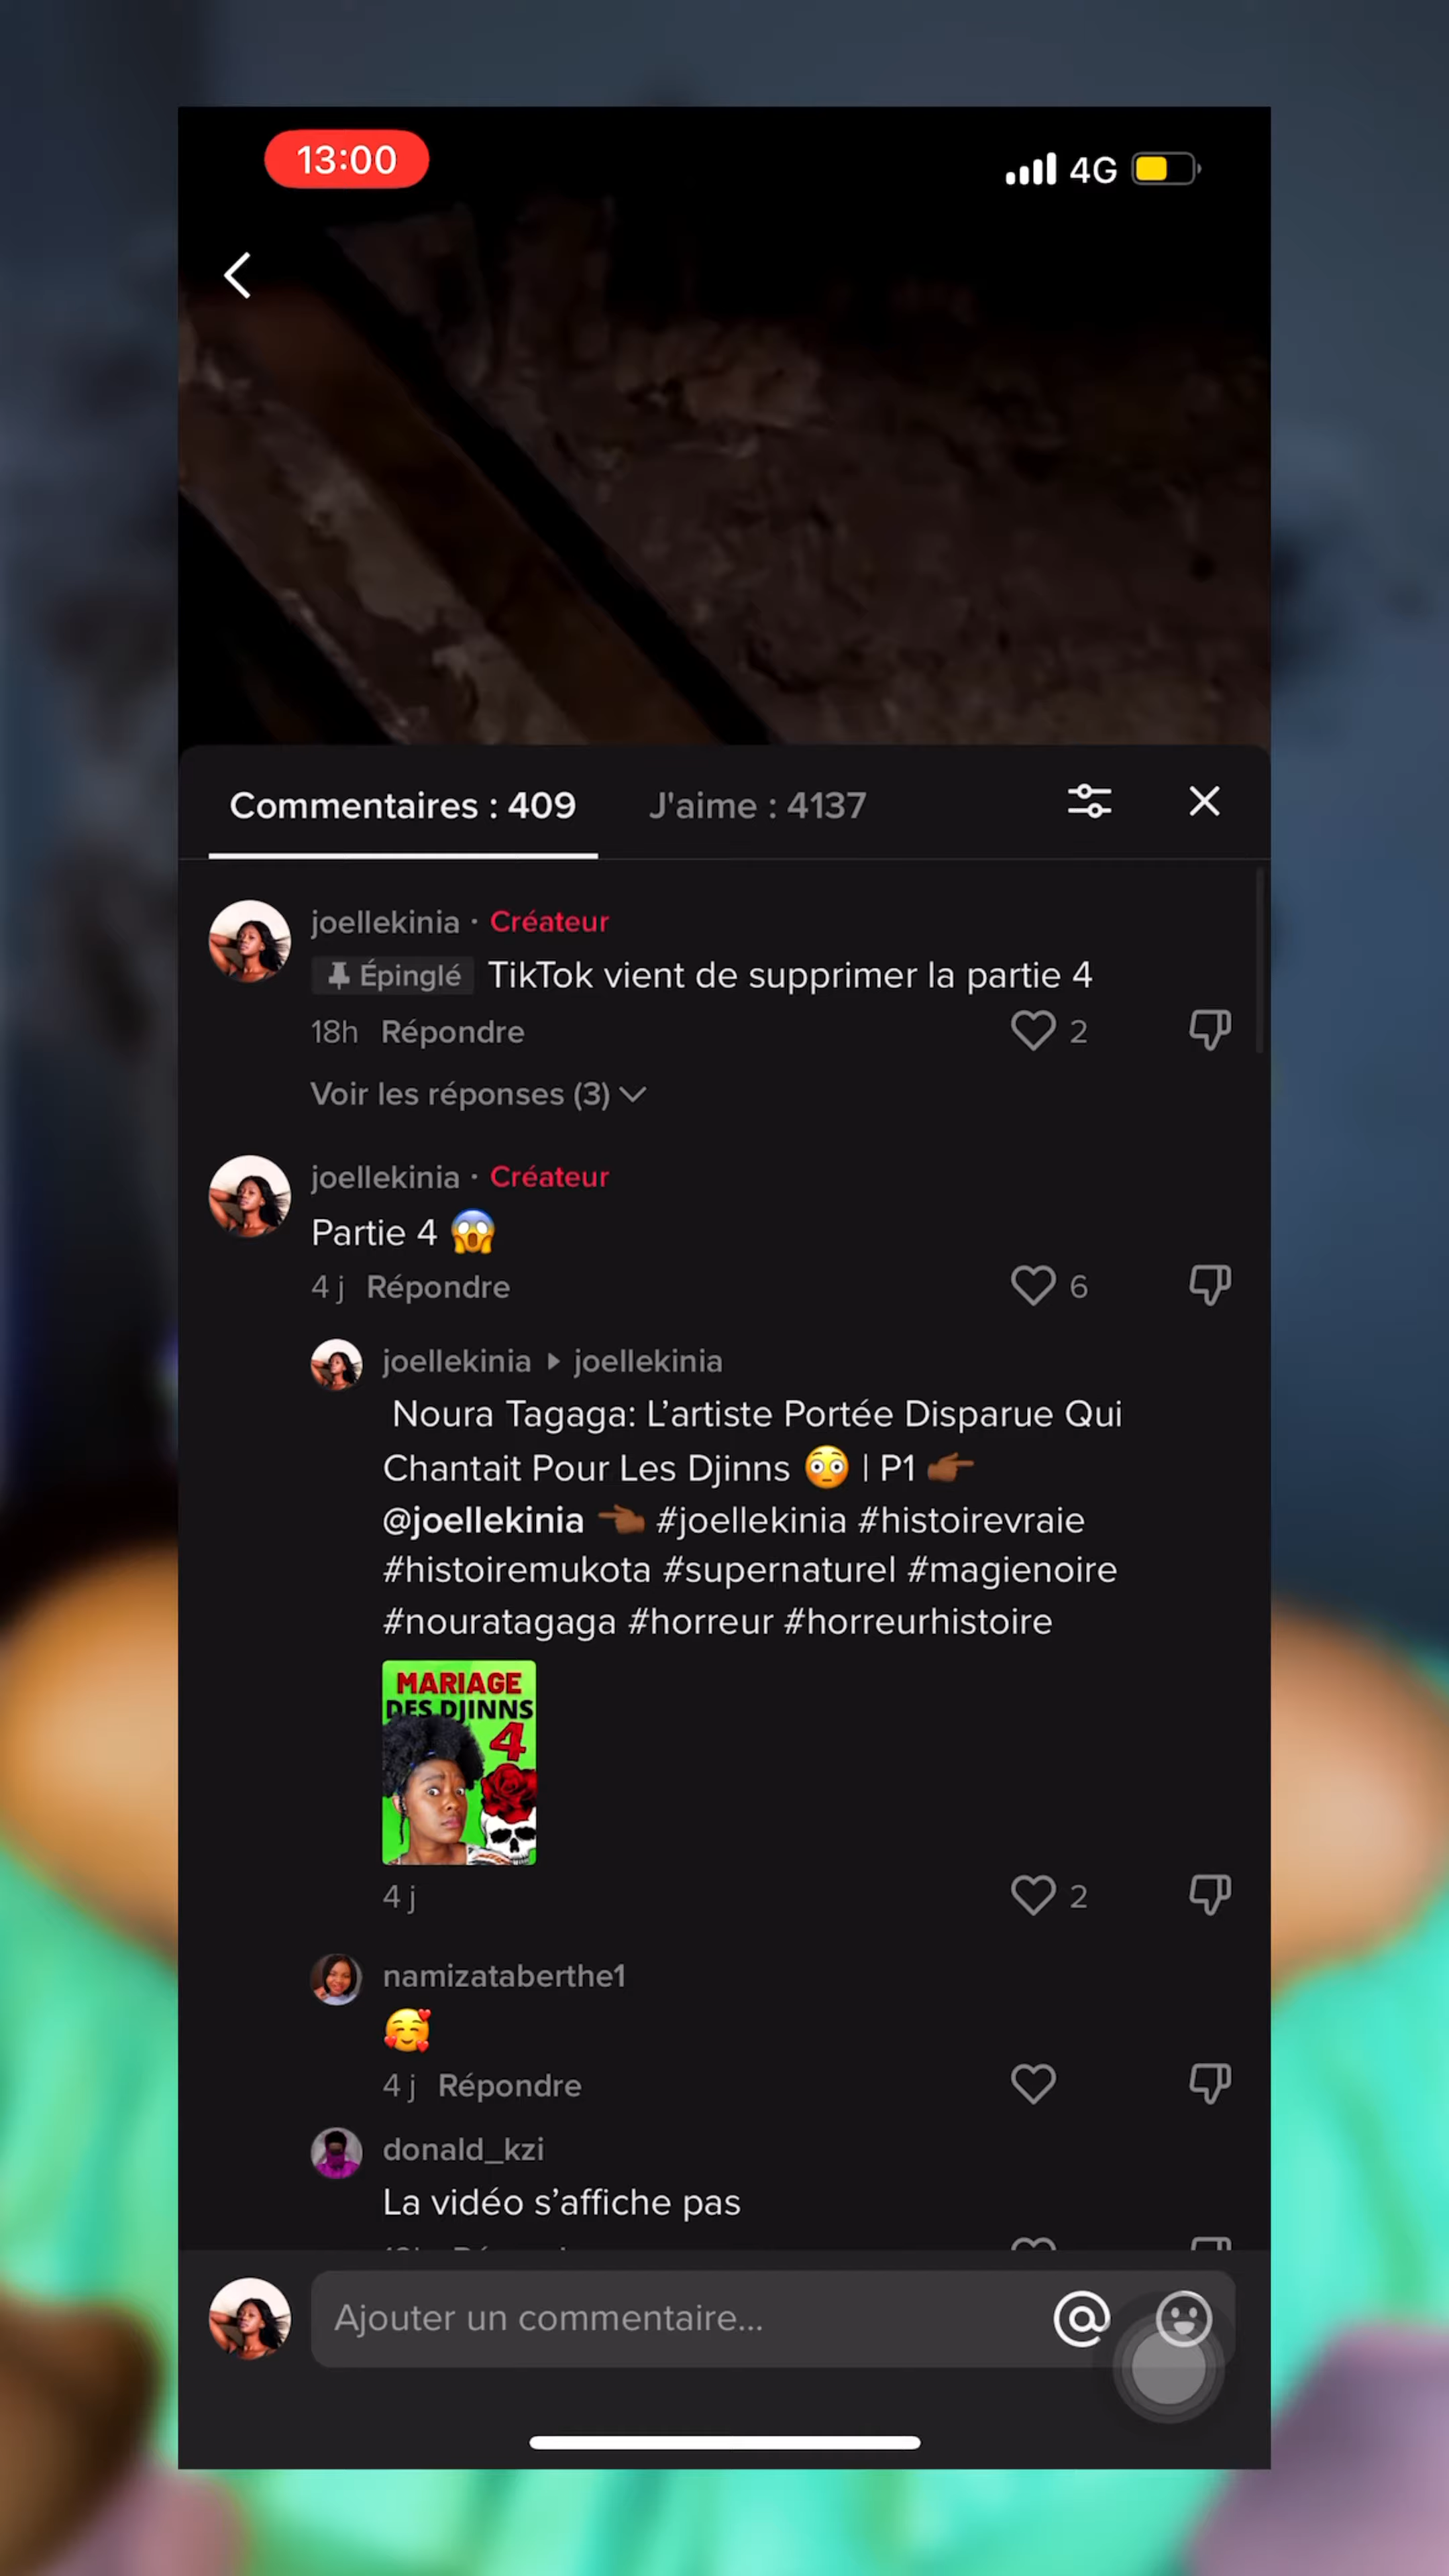 13:00
4G
Commentaires : 409
J'aime : 4137
joellekinia · Créateur
Épinglé TikTok vient de supprimer la partie 4
18h Répondre
2
Voir les réponses (3)
joellekinia · Créateur
Partie 4 😱
4 j Répondre
6
joellekinia ▸ joellekinia
Noura Tagaga: L’artiste Portée Disparue Qui
Chantait Pour Les Djinns 😳 | P1 👉🏾
@joellekinia 👈🏾 #joellekinia #histoirevraie
#histoiremukota #supernaturel #magienoire
#nouratagaga #horreur #horreurhistoire
MARIAGE
DES DJINNS
4
4 j
2
namizataberthe1
🥰
4 j Répondre
donald_kzi
La vidéo s’affiche pas
Ajouter un commentaire...